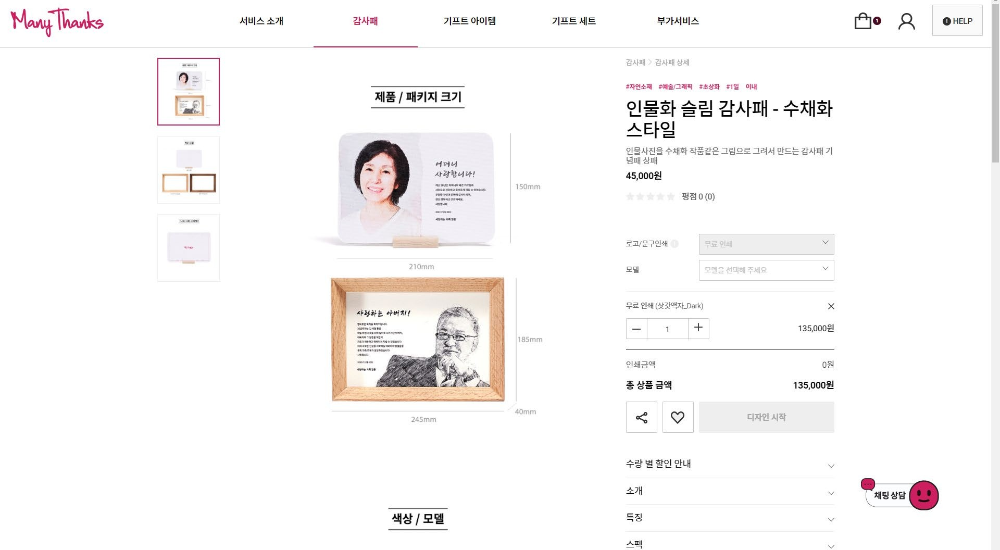 Many Thanks
서비스 소개
감사패
기프트 아이템
기프트 세트
부가서비스
1
HELP
감사패 > 감사패 상세
#자연소재 #예술/그래픽 #초상화 #1일 이내
인물화 슬림 감사패 - 수채화
스타일
인물사진을 수채화 작품같은 그림으로 그려서 만드는 감사패 기
념패 상패
45,000원
평점 0 (0)
로고/문구인쇄
무료 인쇄
모델
모델을 선택해 주세요
무료 인쇄 (삿갓액자_Dark)
1
135,000원
인쇄금액
0원
총 상품 금액
135,000원
디자인 시작
수량 별 할인 안내
소개
특징
스펙
채팅 상담
제품 / 패키지 크기
어머니
사랑합니다!
150mm
210mm
사랑하는 아버지!
185mm
40mm
245mm
색상 / 모델